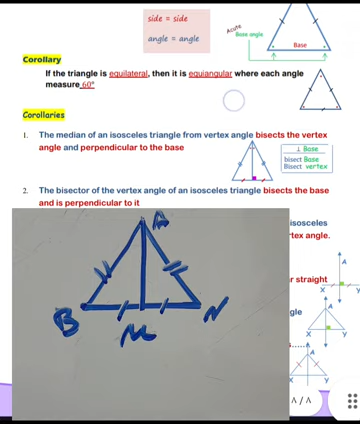 side = side
angle = angle
Acute
Base angle
Base
Corollary
If the triangle is equilateral, then it is equiangular where each angle
measure 60°
Corollaries
1. The median of an isosceles triangle from vertex angle bisects the vertex
angle and perpendicular to the base
⊥ Base
bisect Base
Bisect vertex
2. The bisector of the vertex angle of an isosceles triangle bisects the base
and is perpendicular to it
isosceles
tex angle.
r straight
gle
A
X
Y
A
X
Y
s.....
A
X
Y
A
B
M
N